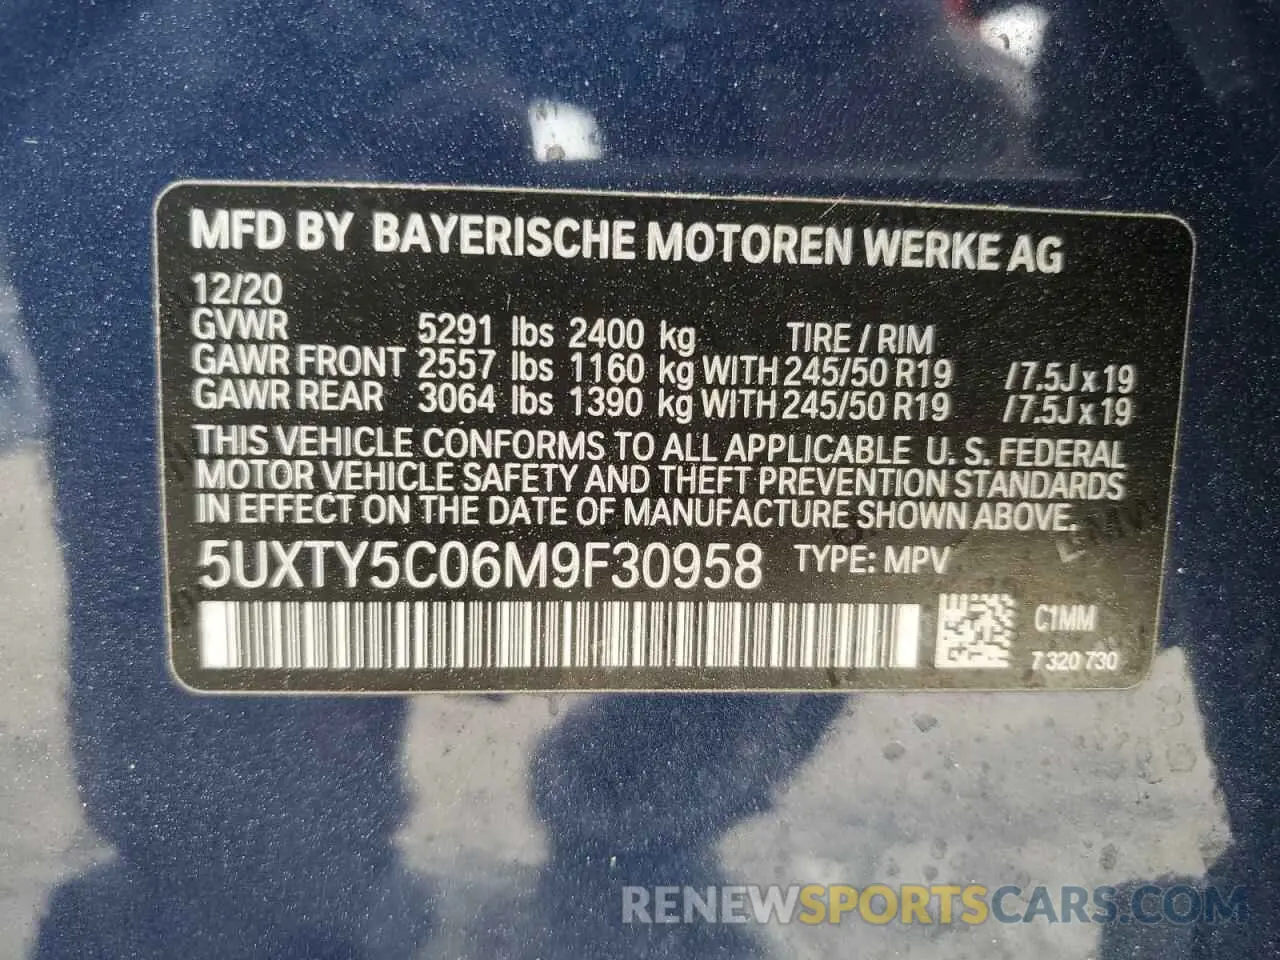 MFD BY BAYERISCHE MOTOREN WERKE AG
12/20
GVWR 5291 lbs 2400 kg TIRE / RIM
GAWR FRONT 2557 lbs 1160 kg WITH 245/50 R19 / 7.5J x 19
GAWR REAR 3064 lbs 1390 kg WITH 245/50 R19 / 7.5J x 19
THIS VEHICLE CONFORMS TO ALL APPLICABLE U. S. FEDERAL
MOTOR VEHICLE SAFETY AND THEFT PREVENTION STANDARDS
IN EFFECT ON THE DATE OF MANUFACTURE SHOWN ABOVE.
5UXTY5C06M9F30958 TYPE: MPV
C1MM
7 320 730
RENEWSPORTSCARS.COM